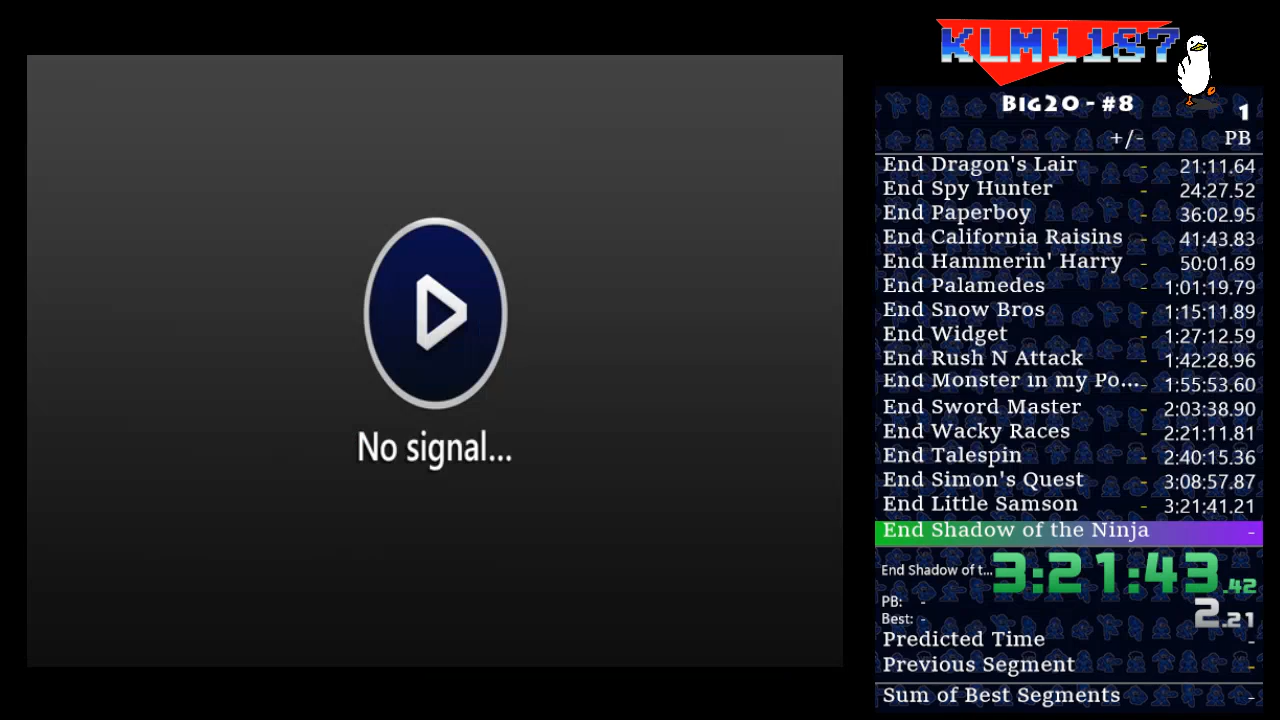 KLM1187
Big20 - #8
1
+/- PB
End Dragon's Lair - 21:11.64
End Spy Hunter - 24:27.52
End Paperboy - 36:02.95
End California Raisins - 41:43.83
End Hammerin' Harry - 50:01.69
End Palamedes - 1:01:19.79
End Snow Bros - 1:15:11.89
End Widget - 1:27:12.59
End Rush N Attack - 1:42:28.96
End Monster in my Po... - 1:55:53.60
End Sword Master - 2:03:38.90
End Wacky Races - 2:21:11.81
End Talespin - 2:40:15.36
End Simon's Quest - 3:08:57.87
End Little Samson - 3:21:41.21
End Shadow of the Ninja -
End Shadow of t... 3:21:43.42
PB: -
Best: - 2.21
Predicted Time -
Previous Segment -
Sum of Best Segments -
No signal...